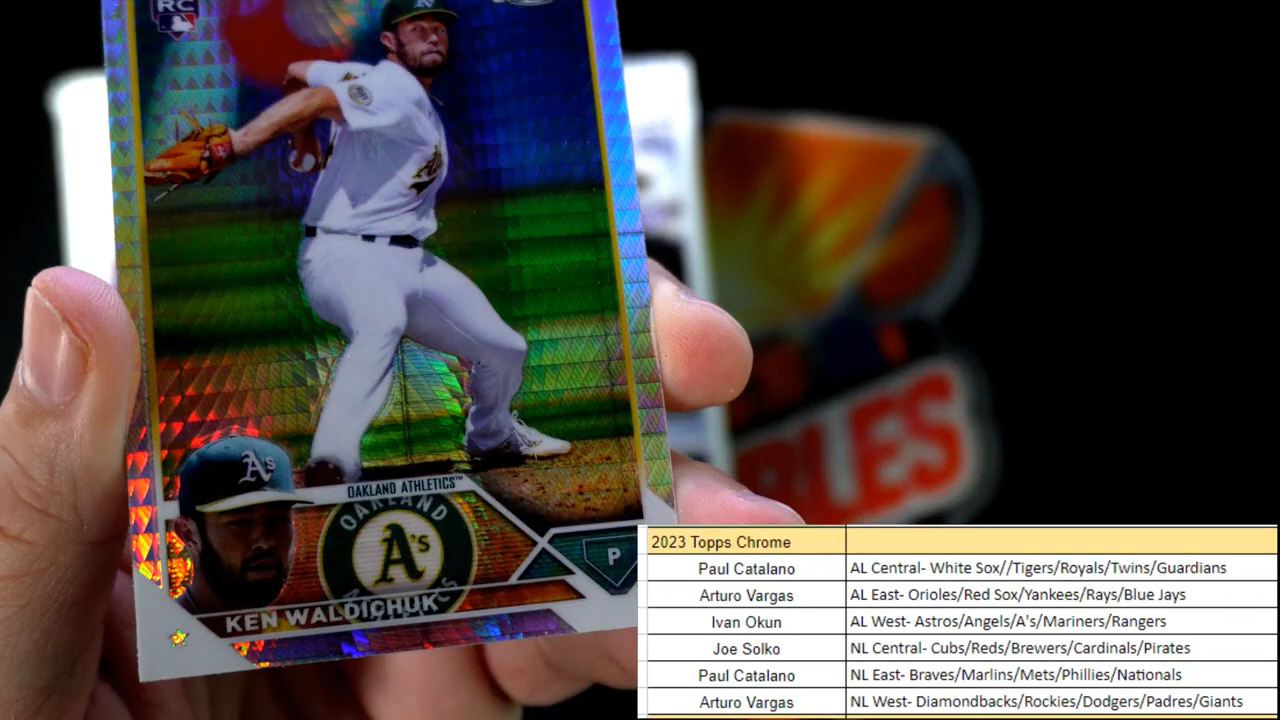 RC
A's
OAKLAND ATHLETICS™
OAKLAND
A's
A's
P
KEN WALDICHUK
2023 Topps Chrome
Paul Catalano AL Central- White Sox//Tigers/Royals/Twins/Guardians
Arturo Vargas AL East- Orioles/Red Sox/Yankees/Rays/Blue Jays
Ivan Okun AL West- Astros/Angels/A's/Mariners/Rangers
Joe Solko NL Central- Cubs/Reds/Brewers/Cardinals/Pirates
Paul Catalano NL East- Braves/Marlins/Mets/Phillies/Nationals
Arturo Vargas NL West- Diamondbacks/Rockies/Dodgers/Padres/Giants